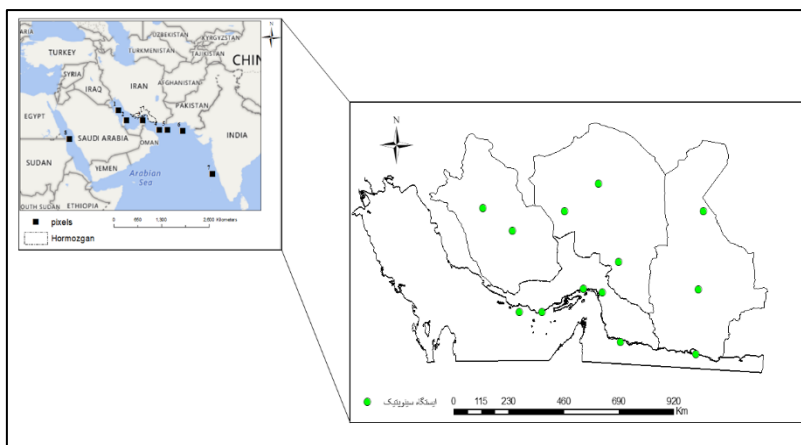 N
UZBEKISTAN
KYRGYZSTAN
TURKEY
TURKMENISTAN
TAJIKISTAN
CHIN
SYRIA
IRAQ
IRAN
AFGHANISTAN
PAKISTAN
EGYPT
SAUDI ARABIA
OMAN
INDIA
SUDAN
YEMEN
Arabian
Sea
ETHIOPIA
SOUTH SUDAN
pixels
0 650 1,300 2,600 Kilometers
Hormozgan
N
ایستگاه سینوپتیک
0 115 230 460 690 920
Km